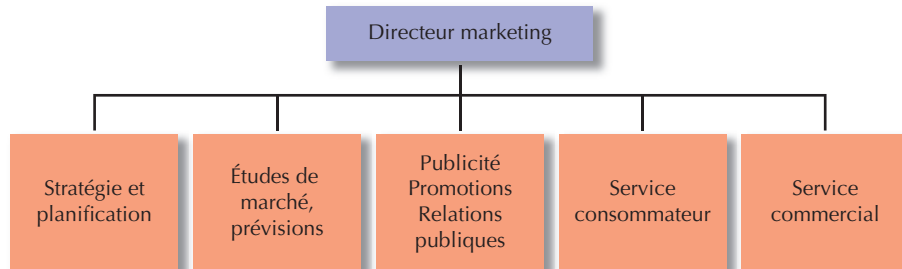 Directeur marketing
Stratégie et
planification
Études de
marché,
prévisions
Publicité
Promotions
Relations
publiques
Service
consommateur
Service
commercial